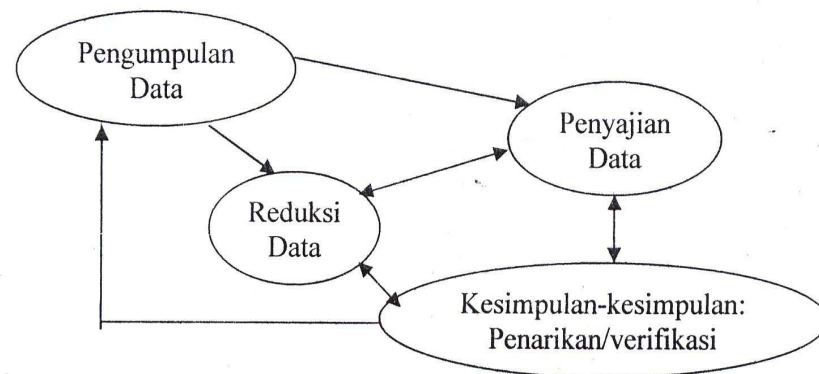 Pengumpulan
Data
Penyajian
Data
Reduksi
Data
Kesimpulan-kesimpulan:
Penarikan/verifikasi